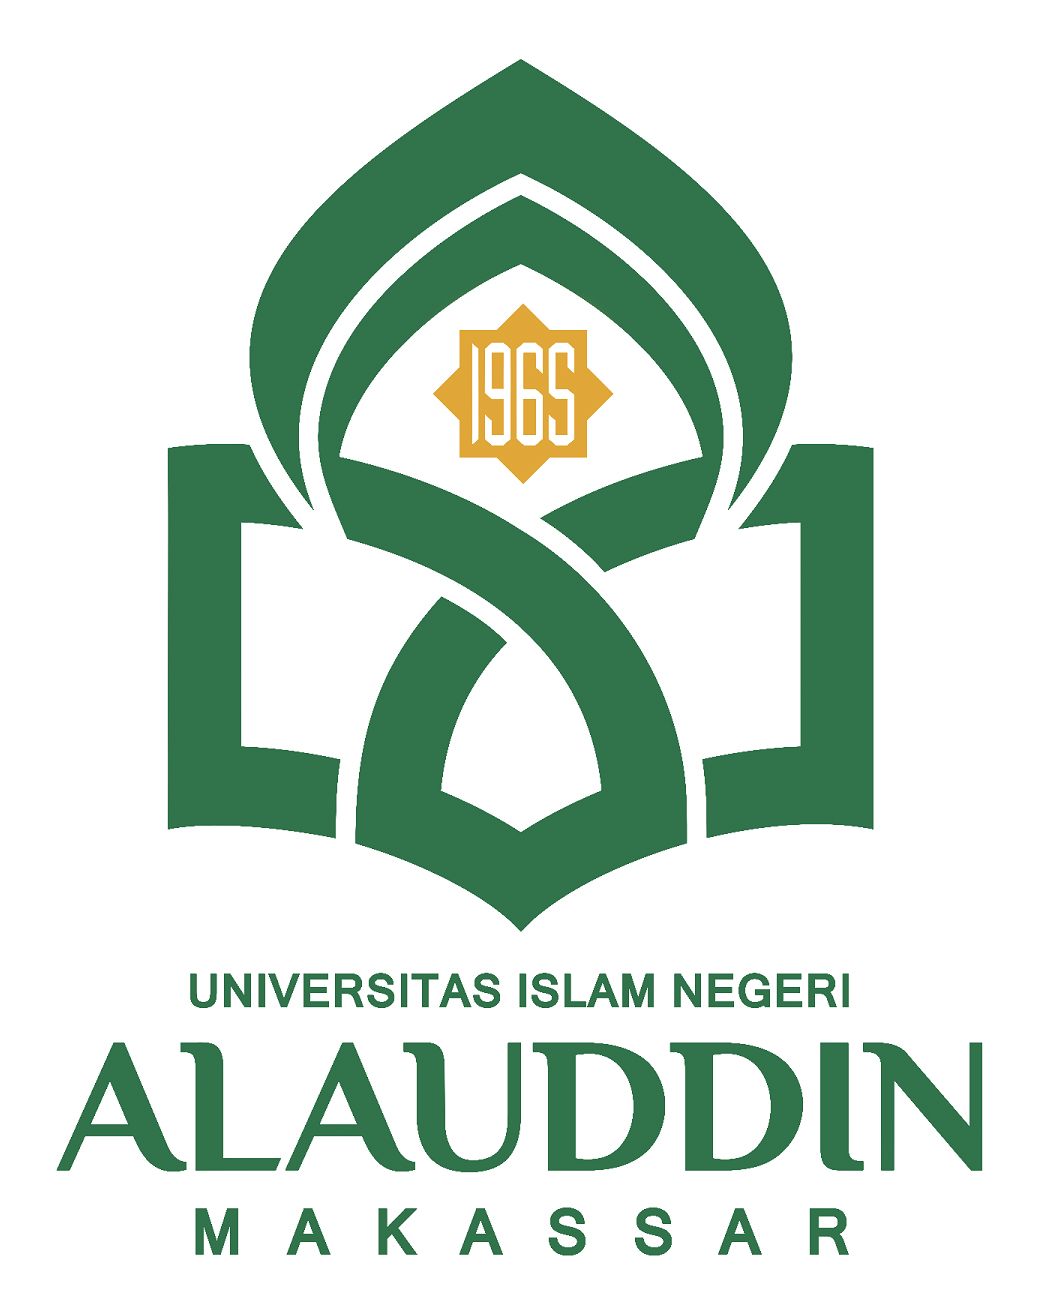 1965
UNIVERSITAS ISLAM NEGERI
ALAUDDIN
MAKASSAR